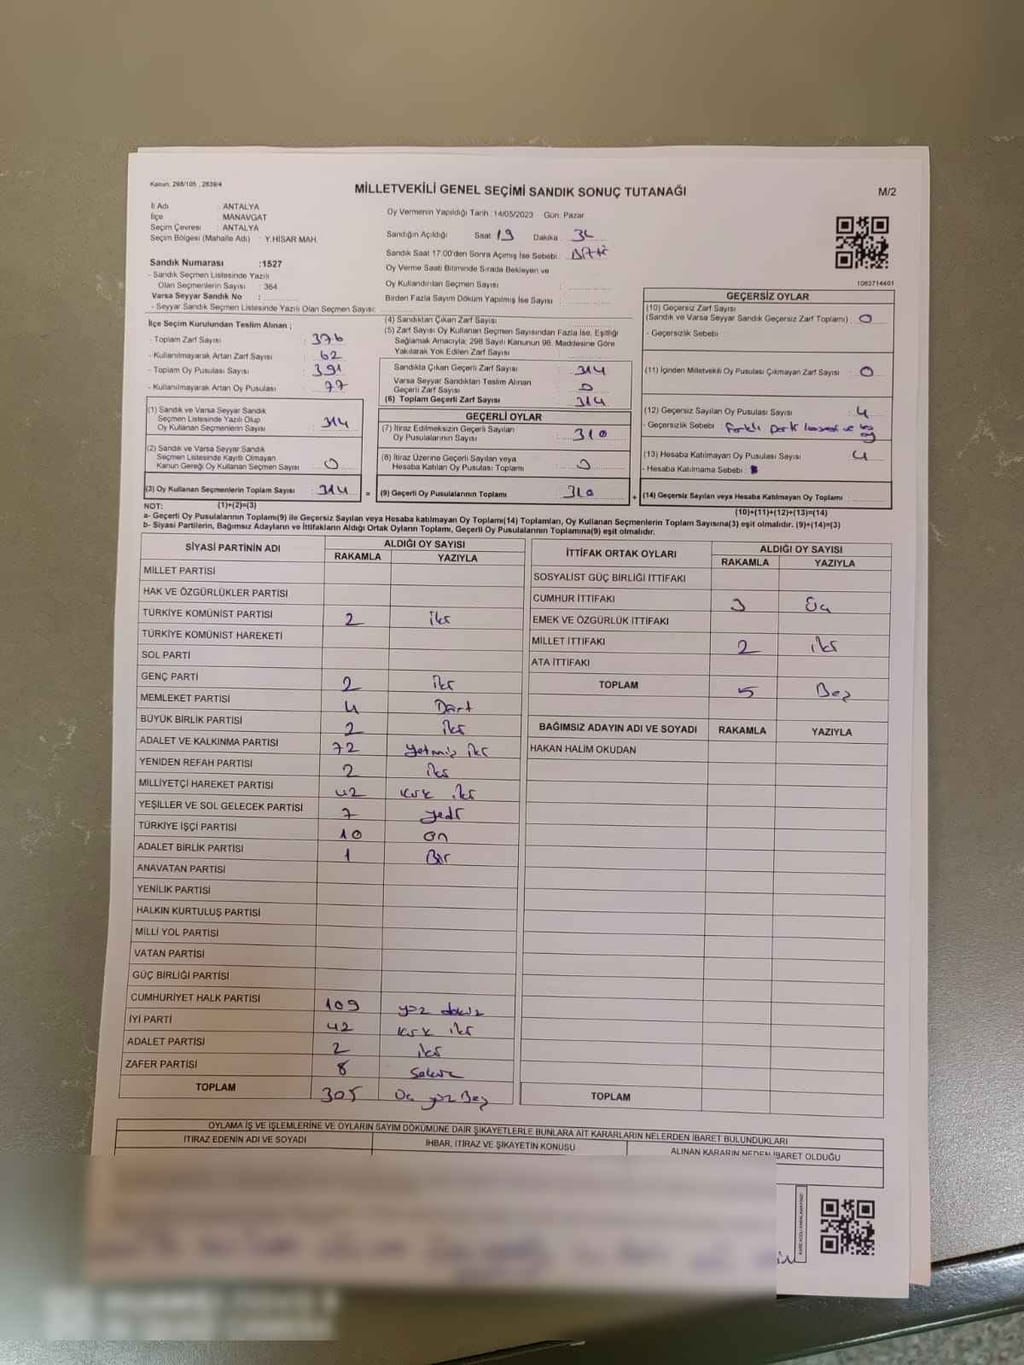 Kanun: 298/105 , 2839/4
MİLLETVEKİLİ GENEL SEÇİMİ SANDIK SONUÇ TUTANAĞI
M/2
İl Adı : ANTALYA
İlçe : MANAVGAT
Seçim Çevresi : ANTALYA
Seçim Bölgesi (Mahalle Adı) : Y.HİSAR MAH.
Oy Vermenin Yapıldığı Tarih :14/05/2023 Gün: Pazar
Sandığın Açıldığı Saat 19 Dakika
Sandık Saat 17:00'den Sonra Açılmış İse Sebebi:
Oy Verme Saati Bitiminde Sırada Bekleyen ve
Oy Kullandırılan Seçmen Sayısı :
Birden Fazla Sayım Döküm Yapılmış İse Sayısı :
1083714401
Sandık Numarası :1527
- Sandık Seçmen Listesinde Yazılı
Olan Seçmenlerin Sayısı : 364
Varsa Seyyar Sandık No :
- Seyyar Sandık Seçmen Listesinde Yazılı Olan Seçmen Sayısı:
İlçe Seçim Kurulundan Teslim Alınan ;
- Toplam Zarf Sayısı : 376
- Kullanılmayarak Artan Zarf Sayısı : 62
- Toplam Oy Pusulası Sayısı : 391
- Kullanılmayarak Artan Oy Pusulası : 77
(1) Sandık ve Varsa Seyyar Sandık
Seçmen Listesinde Yazılı Olup
Oy Kullanan Seçmenlerin Sayısı : 314
(2) Sandık ve Varsa Seyyar Sandık
Seçmen Listesinde Kayıtlı Olmayan
Kanun Gereği Oy Kullanan Seçmen Sayısı : 0
(3) Oy Kullanan Seçmenlerin Toplam Sayısı : 314 =
(4) Sandıktan Çıkan Zarf Sayısı :
(5) Zarf Sayısı Oy Kullanan Seçmen Sayısından Fazla İse, Eşitliği
Sağlamak Amacıyla, 298 Sayılı Kanunun 98. Maddesine Göre
Yakılarak Yok Edilen Zarf Sayısı :
Sandıkta Çıkan Geçerli Zarf Sayısı : 314
Varsa Seyyar Sandıktan Teslim Alınan
Geçerli Zarf Sayısı : 0
(6) Toplam Geçerli Zarf Sayısı : 314
GEÇERLİ OYLAR
(7) İtiraz Edilmeksizin Geçerli Sayılan
Oy Pusulalarının Sayısı : 310
(8) İtiraz Üzerine Geçerli Sayılan veya
Hesaba Katılan Oy Pusulası Toplamı : 0
(9) Geçerli Oy Pusulalarının Toplamı : 310 +
GEÇERSİZ OYLAR
(10) Geçersiz Zarf Sayısı
(Sandık ve Varsa Seyyar Sandık Geçersiz Zarf Toplamı) : 0
- Geçersizlik Sebebi :
(11) İçinden Milletvekili Oy Pusulası Çıkmayan Zarf Sayısı : 0
(12) Geçersiz Sayılan Oy Pusulası Sayısı : 4
- Geçersizlik Sebebi : Farklı
(13) Hesaba Katılmayan Oy Pusulası Sayısı : 4
- Hesaba Katılmama Sebebi :
(14) Geçersiz Sayılan veya Hesaba Katılmayan Oy Toplamı :
NOT: (1)+(2)=(3)
(10)+(11)+(12)+(13)=(14)
a- Geçerli Oy Pusulalarının Toplamı(9) ile Geçersiz Sayılan veya Hesaba katılmayan Oy Toplamı(14) Toplamları, Oy Kullanan Seçmenlerin Toplam Sayısına(3) eşit olmalıdır. (9)+(14)=(3)
b- Siyasi Partilerin, Bağımsız Adayların ve İttifakların Aldığı Oyların Toplamı, Geçerli Oy Pusulalarının Toplamına(9) eşit olmalıdır.
SİYASİ PARTİNİN ADI
ALDIĞI OY SAYISI
RAKAMLA YAZIYLA
MİLLET PARTİSİ
HAK VE ÖZGÜRLÜKLER PARTİSİ
TÜRKİYE KOMÜNİST PARTİSİ 2 iki
TÜRKİYE KOMÜNİST HAREKETİ
SOL PARTİ
GENÇ PARTİ 2 iki
MEMLEKET PARTİSİ 4 Dört
BÜYÜK BİRLİK PARTİSİ 2 iki
ADALET VE KALKINMA PARTİSİ 72 yetmiş iki
YENİDEN REFAH PARTİSİ 2 iki
MİLLİYETÇİ HAREKET PARTİSİ 42 kırk iki
YEŞİLLER VE SOL GELECEK PARTİSİ 7 yedi
TÜRKİYE İŞÇİ PARTİSİ 10 on
ADALET BİRLİK PARTİSİ 1 Bir
ANAVATAN PARTİSİ
YENİLİK PARTİSİ
HALKIN KURTULUŞ PARTİSİ
MİLLİ YOL PARTİSİ
VATAN PARTİSİ
GÜÇ BİRLİĞİ PARTİSİ
CUMHURİYET HALK PARTİSİ 109 yüz dokuz
İYİ PARTİ 42 kırk iki
ADALET PARTİSİ 2 iki
ZAFER PARTİSİ 8 Sekiz
TOPLAM 305 Üç yüz Beş
İTTİFAK ORTAK OYLARI
ALDIĞI OY SAYISI
RAKAMLA YAZIYLA
SOSYALİST GÜÇ BİRLİĞİ İTTİFAKI
CUMHUR İTTİFAKI 3 Üç
EMEK VE ÖZGÜRLÜK İTTİFAKI
MİLLET İTTİFAKI 2 iki
ATA İTTİFAKI
TOPLAM 5 Beş
BAĞIMSIZ ADAYIN ADI VE SOYADI RAKAMLA YAZIYLA
HAKAN HALİM OKUDAN
TOPLAM
OYLAMA İŞ VE İŞLEMLERİNE VE OYLARIN SAYIM DÖKÜMÜNE DAİR ŞİKAYETLERLE BUNLARA AİT KARARLARIN NELERDEN İBARET BULUNDUKLARI
İTİRAZ EDENİN ADI VE SOYADI İHBAR, İTİRAZ VE ŞİKAYETİN KONUSU ALINAN KARARIN NEDEN İBARET OLDUĞU